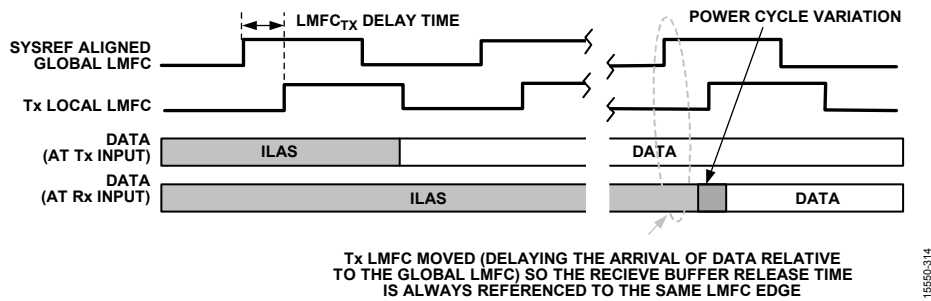 LMFCTX DELAY TIME
POWER CYCLE VARIATION
SYSREF ALIGNED
GLOBAL LMFC
Tx LOCAL LMFC
DATA
(AT Tx INPUT)
ILAS
DATA
DATA
(AT Rx INPUT)
ILAS
DATA
Tx LMFC MOVED (DELAYING THE ARRIVAL OF DATA RELATIVE
TO THE GLOBAL LMFC) SO THE RECIEVE BUFFER RELEASE TIME
IS ALWAYS REFERENCED TO THE SAME LMFC EDGE
15550-314